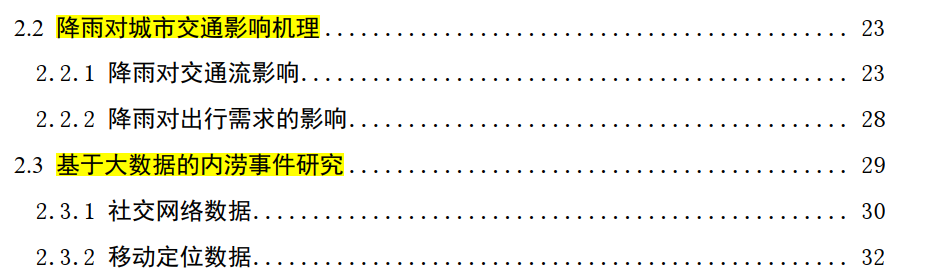 2.2 降雨对城市交通影响机理............................................ 23
2.2.1 降雨对交通流影响.............................................. 23
2.2.2 降雨对出行需求的影响.......................................... 28
2.3 基于大数据的内涝事件研究.......................................... 29
2.3.1 社交网络数据.................................................. 30
2.3.2 移动定位数据.................................................. 32